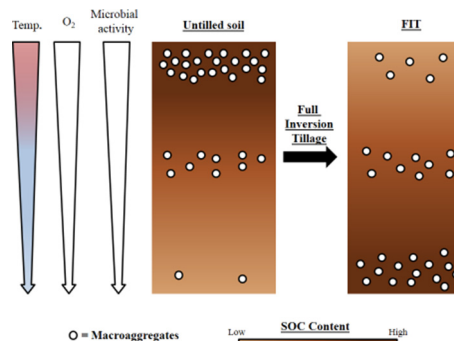 Temp.
O₂
Microbial
activity
Untilled soil
FIT
Full
Inversion
Tillage
= Macroaggregates
SOC Content
Low
High